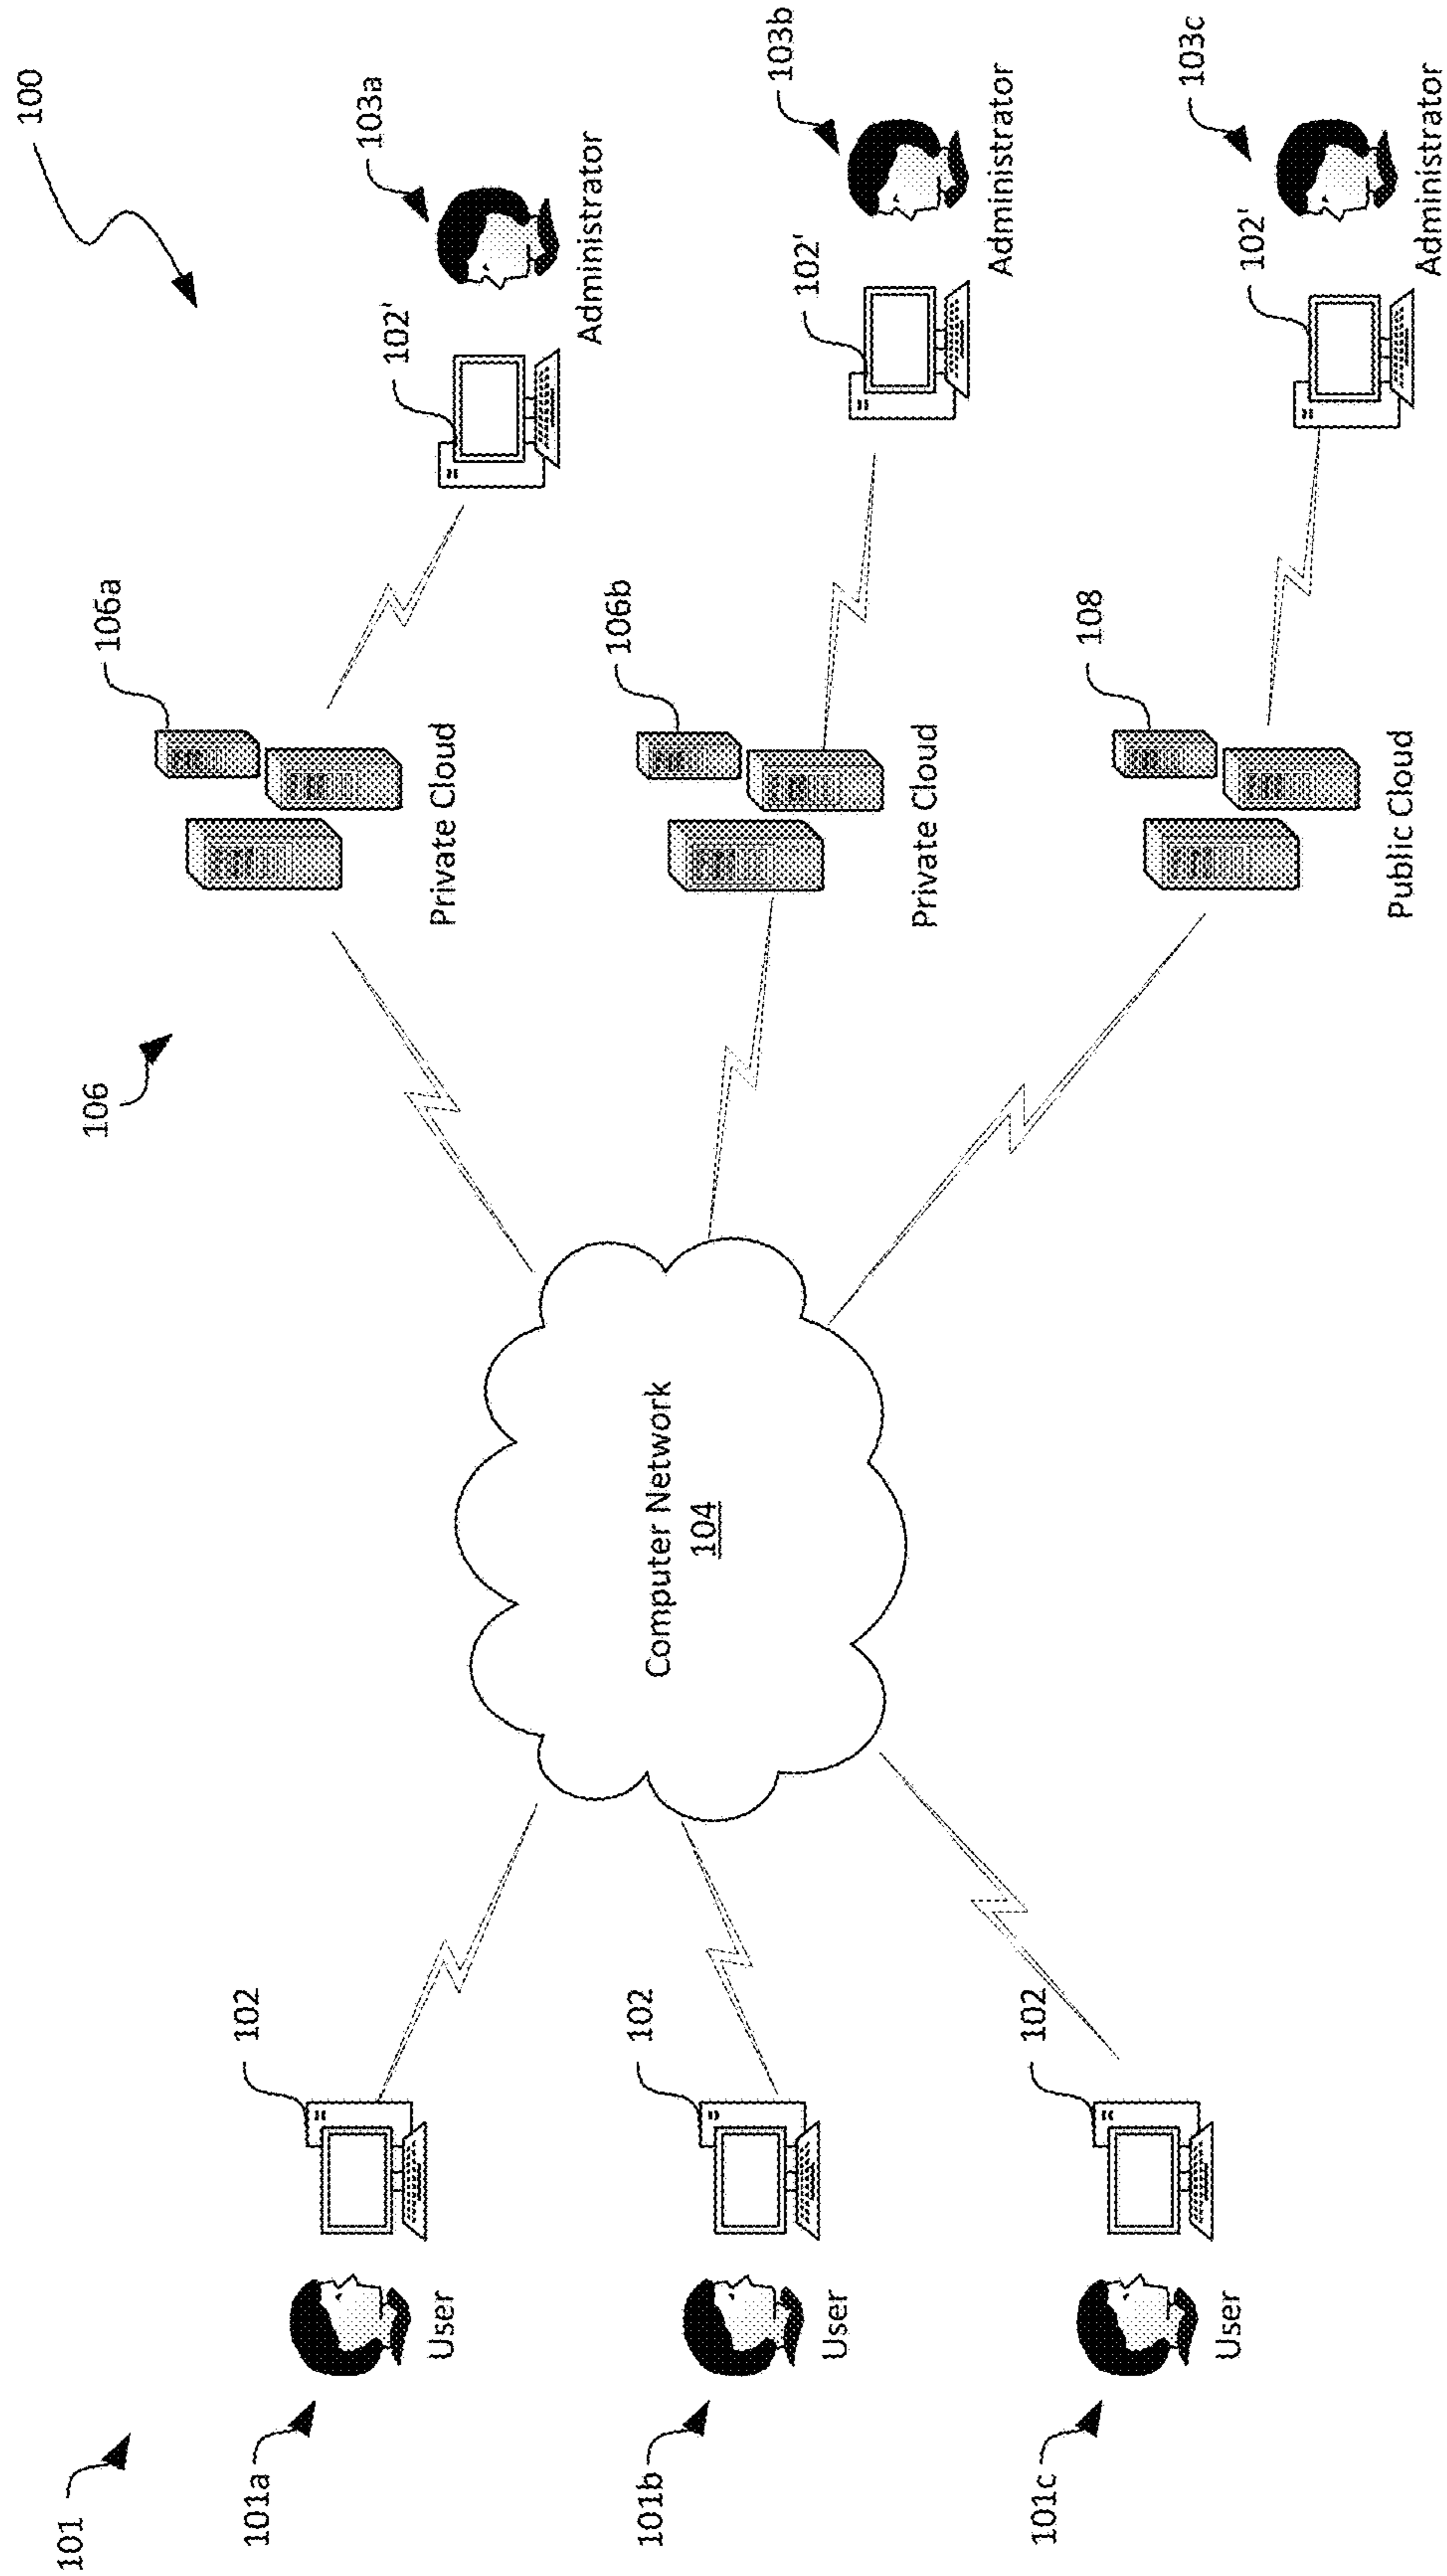 100
101
106
101a
User
102
106a
Private Cloud
102'
103a
Administrator
101b
User
102
Computer Network
104
106b
Private Cloud
102'
103b
Administrator
101c
User
102
108
Public Cloud
102'
103c
Administrator